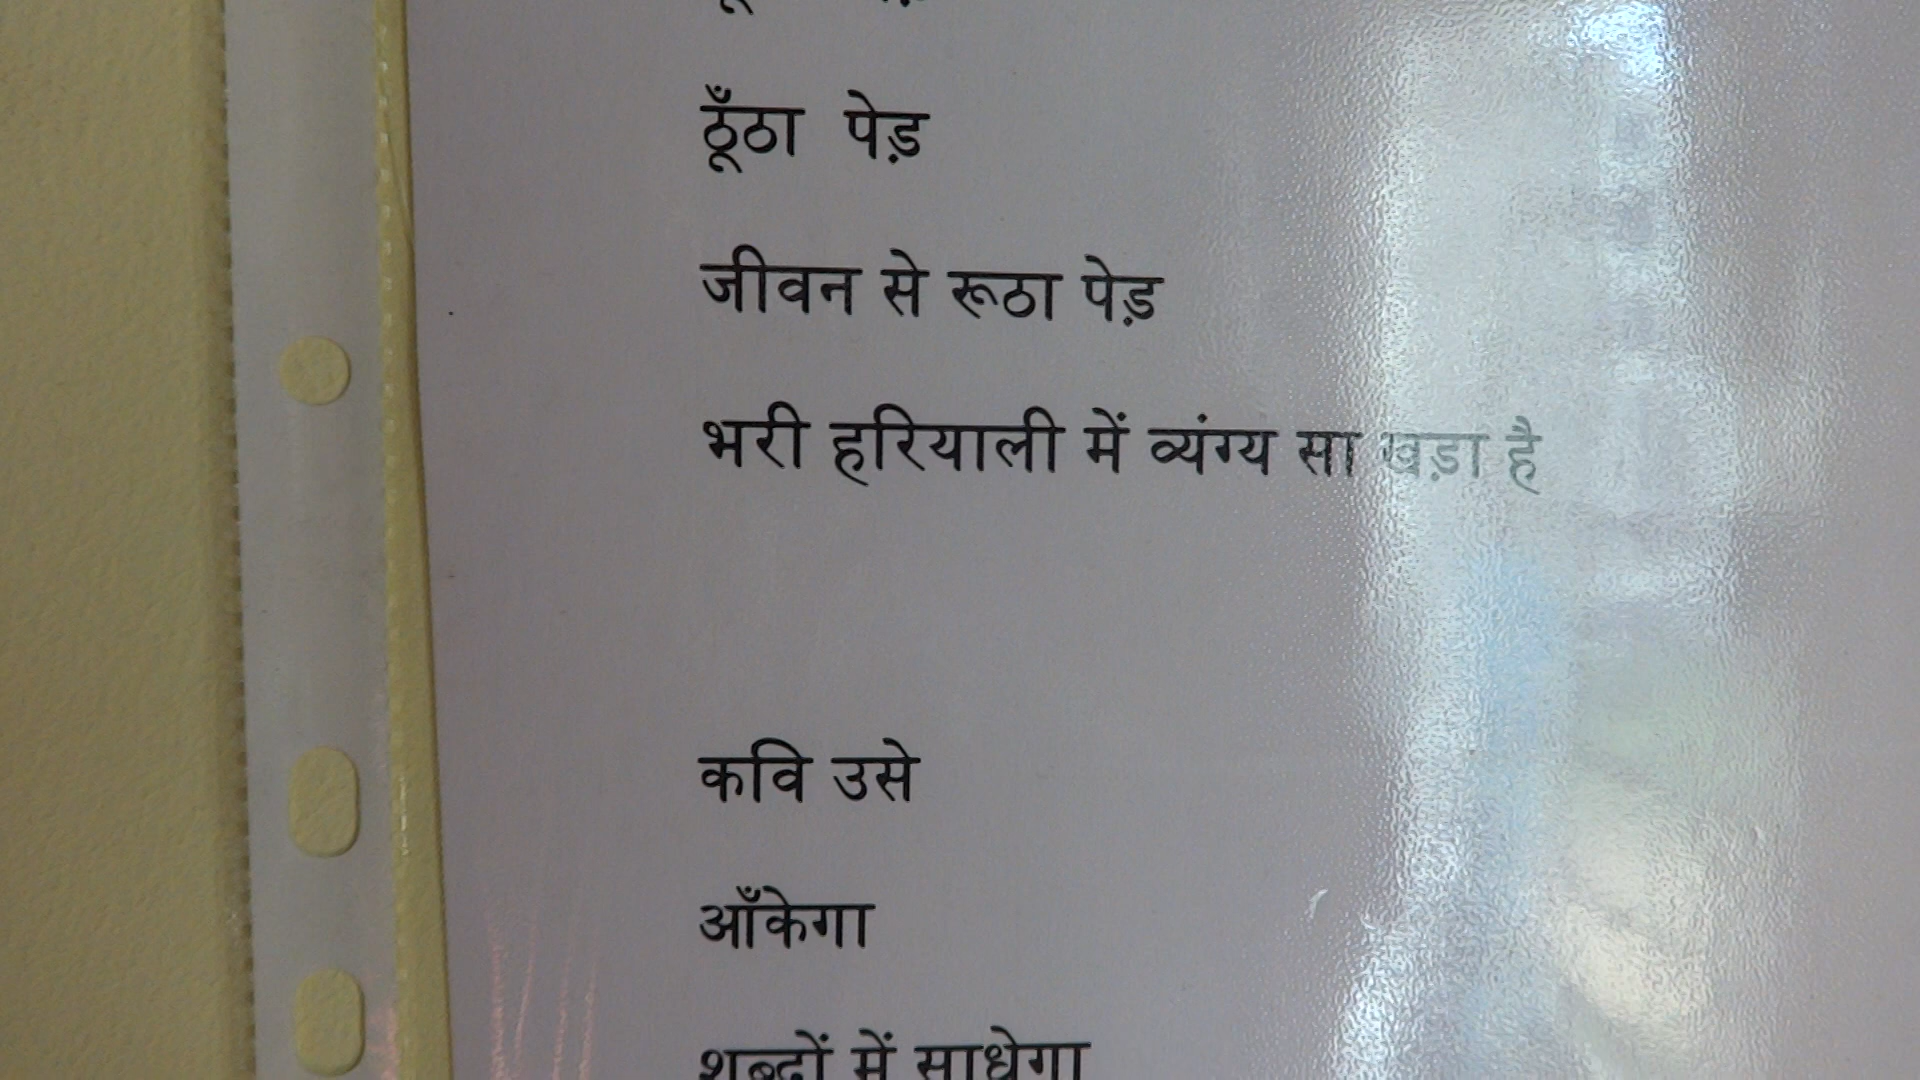 ठूँठा पेड़
जीवन से रूठा पेड़
भरी हरियाली में व्यंग्य सा खड़ा है
कवि उसे
आँकेगा
शब्दों में साधेगा